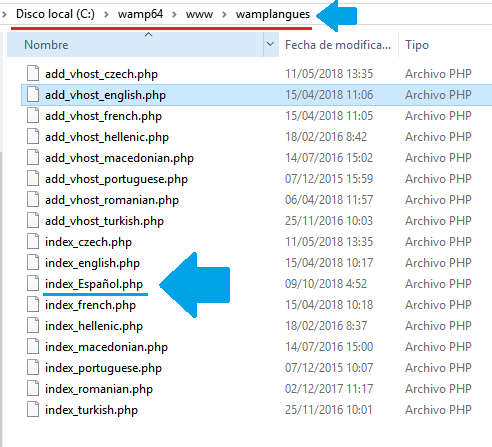 Disco local (C:) > wamp64 > www > wamplangues
Nombre Fecha de modifica... Tipo
add_vhost_czech.php 11/05/2018 13:35 Archivo PHP
add_vhost_english.php 15/04/2018 11:06 Archivo PHP
add_vhost_french.php 15/04/2018 11:05 Archivo PHP
add_vhost_hellenic.php 18/02/2016 8:42 Archivo PHP
add_vhost_macedonian.php 14/07/2016 15:02 Archivo PHP
add_vhost_portuguese.php 07/12/2015 15:59 Archivo PHP
add_vhost_romanian.php 06/04/2018 11:57 Archivo PHP
add_vhost_turkish.php 25/11/2016 10:03 Archivo PHP
index_czech.php 11/05/2018 13:35 Archivo PHP
index_english.php 15/04/2018 10:17 Archivo PHP
index_Español.php 09/10/2018 4:52 Archivo PHP
index_french.php 15/04/2018 10:18 Archivo PHP
index_hellenic.php 18/02/2016 8:37 Archivo PHP
index_macedonian.php 14/07/2016 15:00 Archivo PHP
index_portuguese.php 07/12/2015 10:07 Archivo PHP
index_romanian.php 02/12/2017 11:17 Archivo PHP
index_turkish.php 25/11/2016 10:01 Archivo PHP